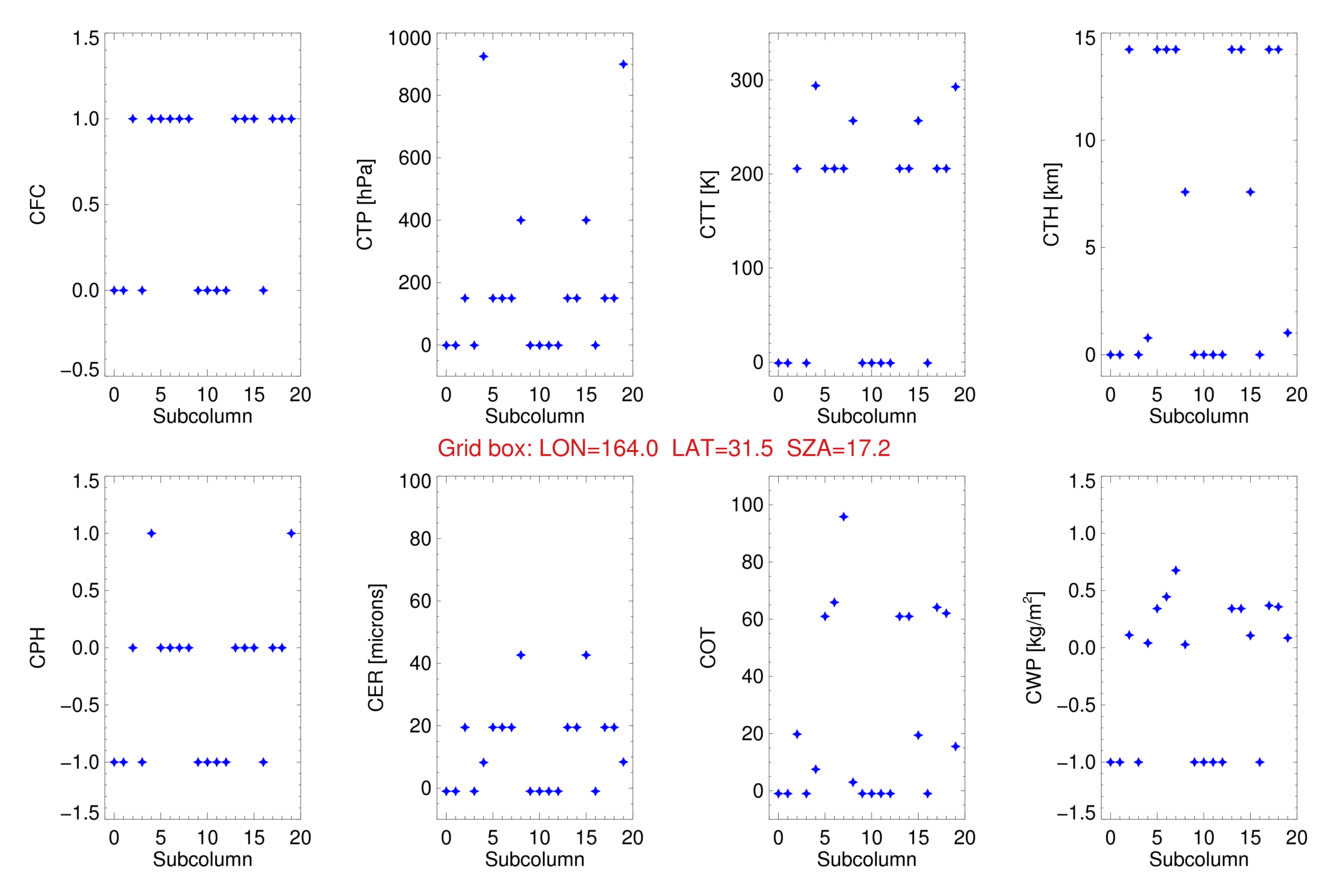 1.5
1.0
0.5
0.0
−0.5
CFC
0 5 10 15 20
Subcolumn
1000
800
600
400
200
0
CTP [hPa]
0 5 10 15 20
Subcolumn
300
200
100
0
CTT [K]
0 5 10 15 20
Subcolumn
15
10
5
0
CTH [km]
0 5 10 15 20
Subcolumn
Grid box: LON=164.0 LAT=31.5 SZA=17.2
1.5
1.0
0.5
0.0
−0.5
−1.0
−1.5
CPH
0 5 10 15 20
Subcolumn
100
80
60
40
20
0
CER [microns]
0 5 10 15 20
Subcolumn
100
80
60
40
20
0
COT
0 5 10 15 20
Subcolumn
1.5
1.0
0.5
0.0
−0.5
−1.0
−1.5
CWP [kg/m²]
0 5 10 15 20
Subcolumn